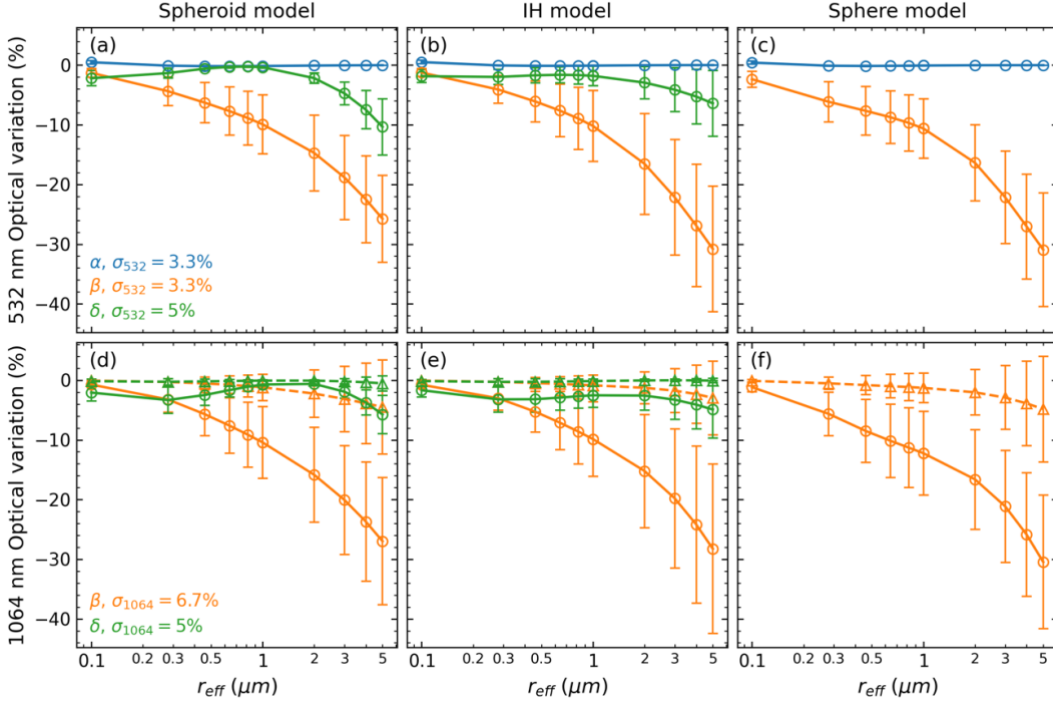 Spheroid model
IH model
Sphere model
532 nm Optical variation (%)
(a)
(b)
(c)
0
−10
−20
−30
−40
α, σ532 = 3.3%
β, σ532 = 3.3%
δ, σ532 = 5%
1064 nm Optical variation (%)
(d)
(e)
(f)
0
−10
−20
−30
−40
β, σ1064 = 6.7%
δ, σ1064 = 5%
0.1 0.2 0.3 0.5 1 2 3 5
0.1 0.2 0.3 0.5 1 2 3 5
0.1 0.2 0.3 0.5 1 2 3 5
reff (μm)
reff (μm)
reff (μm)